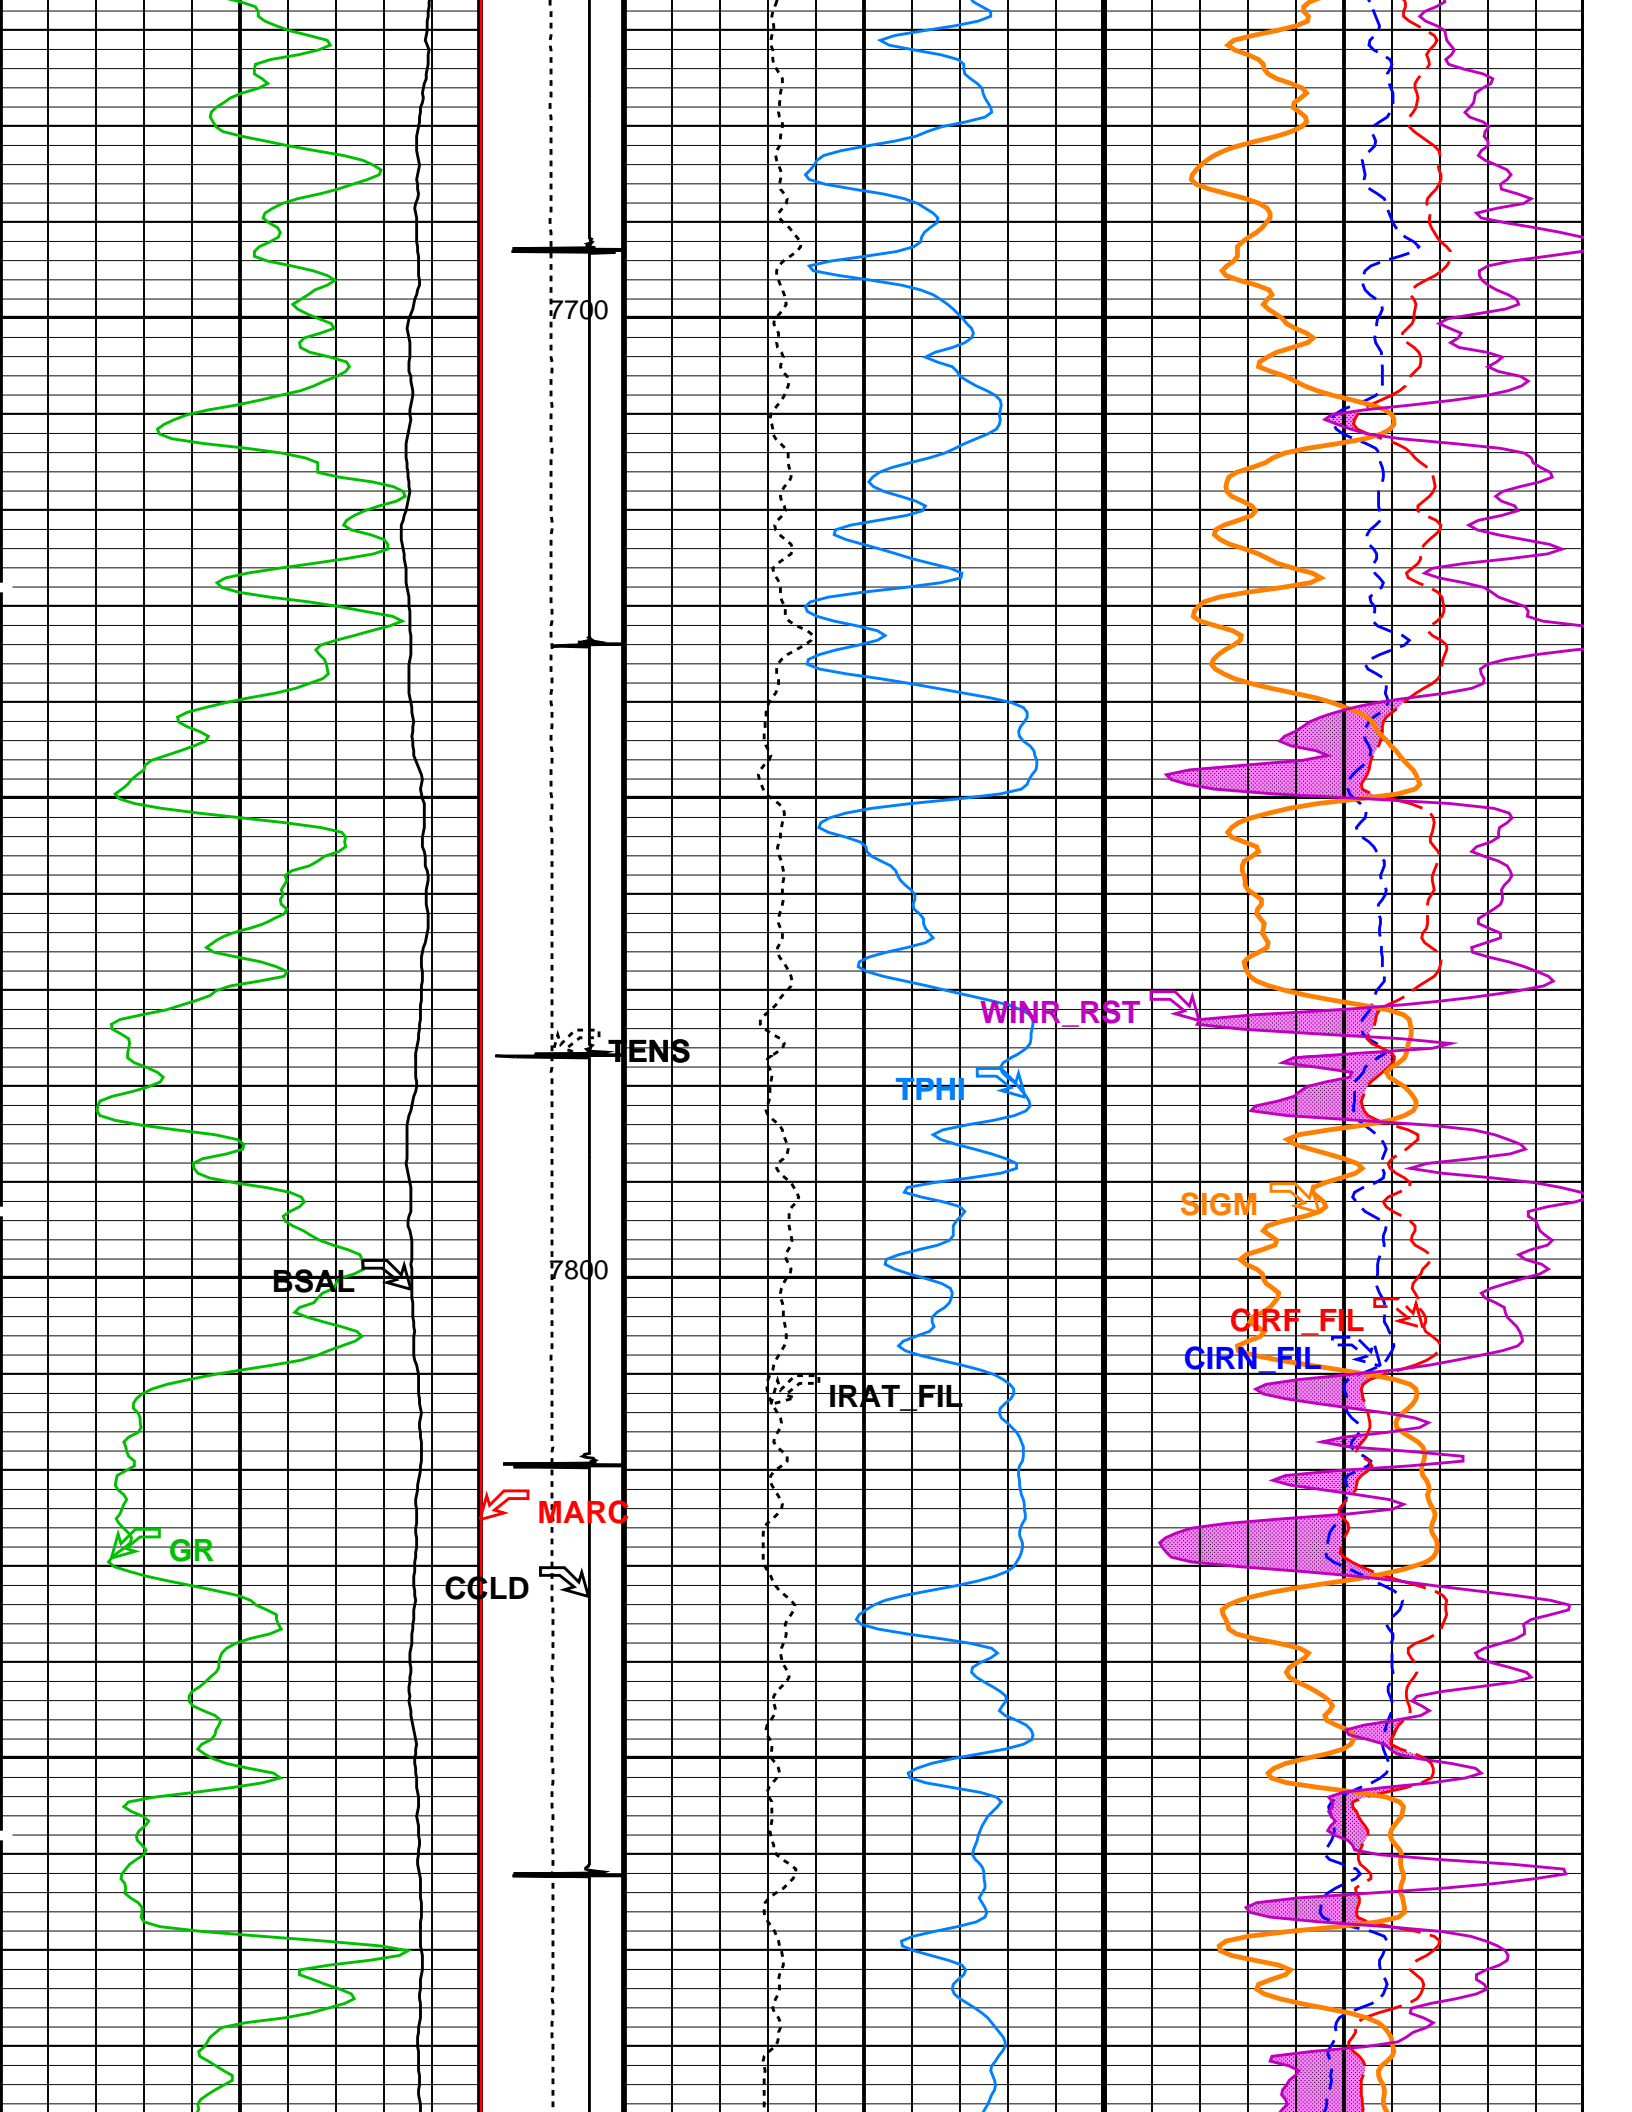 7700
WINR_RST
TENS
TPHI
SIGM
7800
BSAL
CIRF_FIL
CIRN_FIL
IRAT_FIL
MARC
GR
CCLD